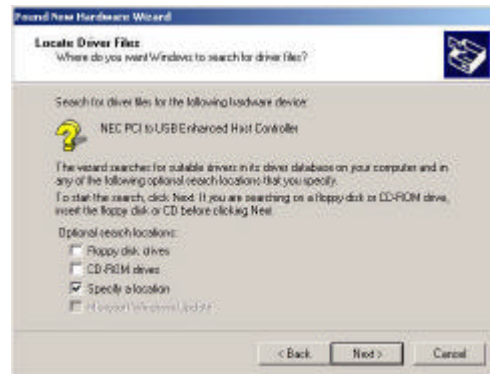 Found New Hardware Wizard
Locate Driver Files
Where do you want Windows to search for driver files?
Search for driver files for the following hardware device:
NEC PCI to USB Enhanced Host Controller
The wizard searches for suitable drivers in its driver database on your computer and in
any of the following optional search locations that you specify.
To start the search, click Next. If you are searching on a floppy disk or CD-ROM drive,
insert the floppy disk or CD before clicking Next.
Optional search locations:
Floppy disk drives
CD-ROM drives
Specify a location
Microsoft Windows Update
< Back
Next >
Cancel